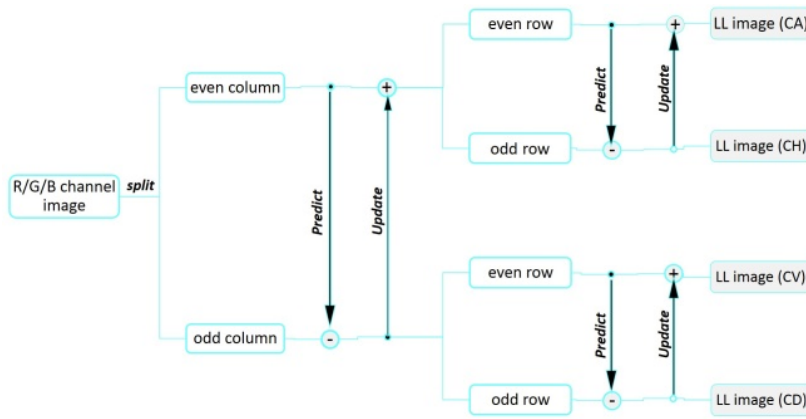 even row
LL image (CA)
even column
Predict
Update
odd row
LL image (CH)
R/G/B channel
image
split
Predict
Update
even row
LL image (CV)
odd column
Predict
Update
odd row
LL image (CD)
+
+
-
+
-
-